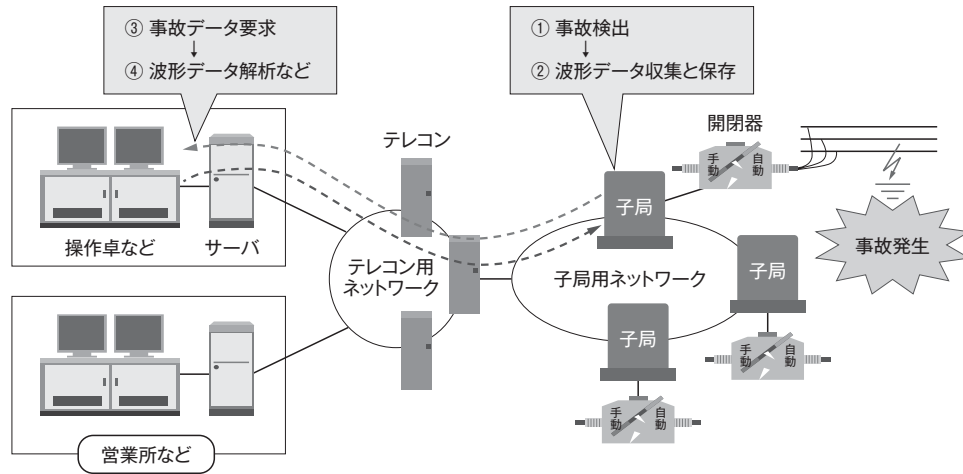 ③ 事故データ要求
↓
④ 波形データ解析など
① 事故検出
↓
② 波形データ収集と保存
テレコン
開閉器
手動
自動
子局
操作卓など
サーバ
テレコン用
ネットワーク
子局用ネットワーク
子局
事故発生
子局
手動
自動
手動
自動
営業所など